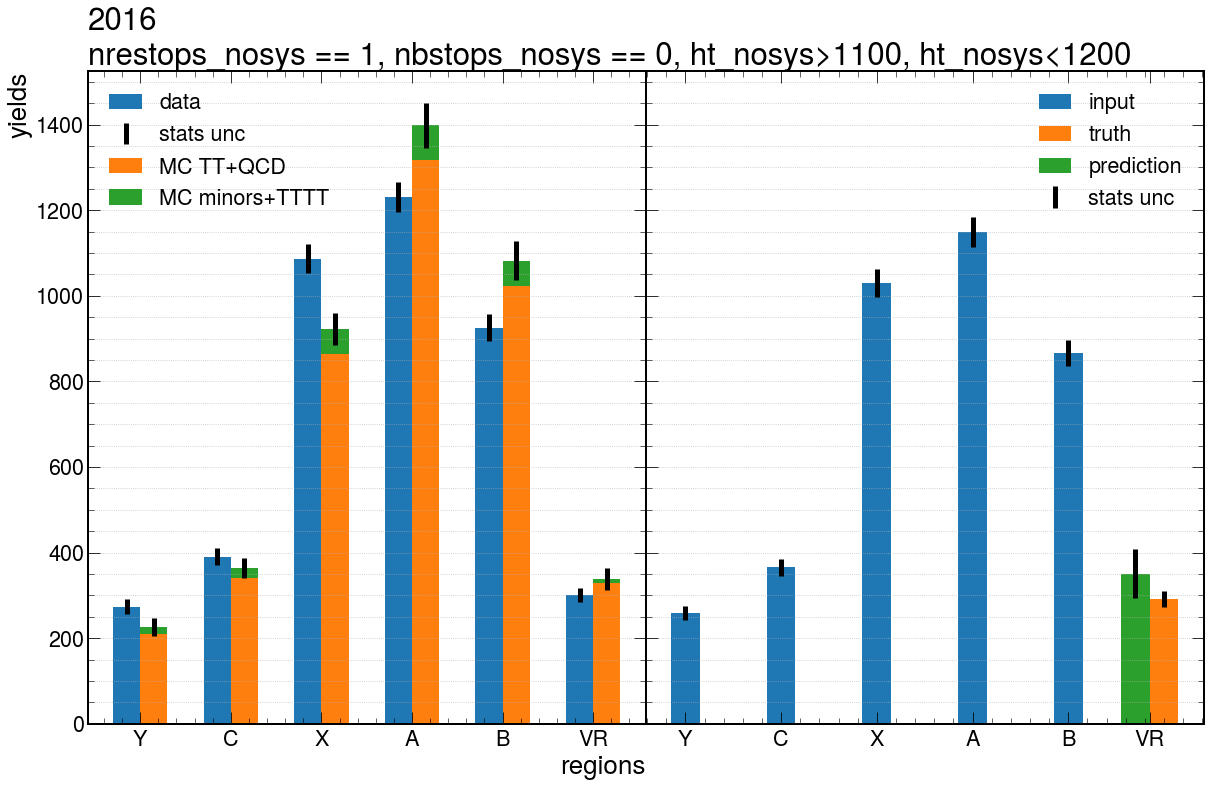 2016
nrestops_nosys == 1, nbstops_nosys == 0, ht_nosys>1100, ht_nosys<1200
yields
1400
1200
1000
800
600
400
200
0
data
stats unc
MC TT+QCD
MC minors+TTTT
input
truth
prediction
stats unc
Y C X A B VR
Y C X A B VR
regions